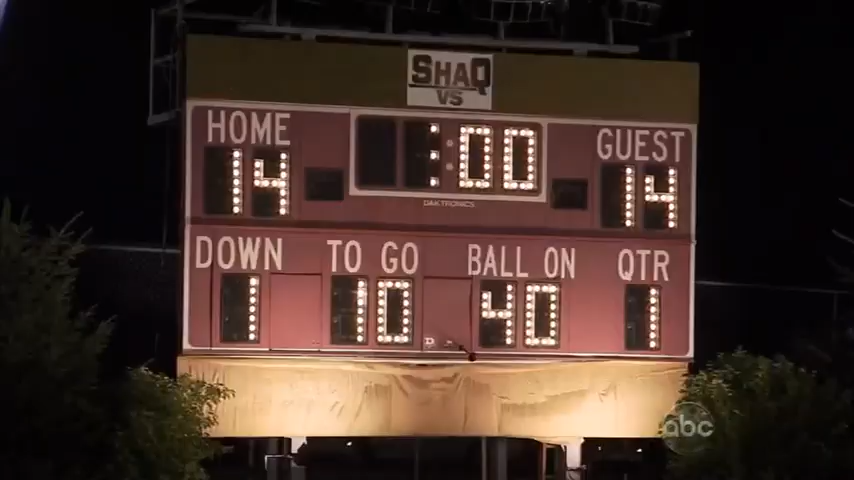 SHAQ
VS
HOME :00 GUEST
14 14
DAKTRONICS
DOWN TO GO BALL ON QTR
1 10 40 1
abc